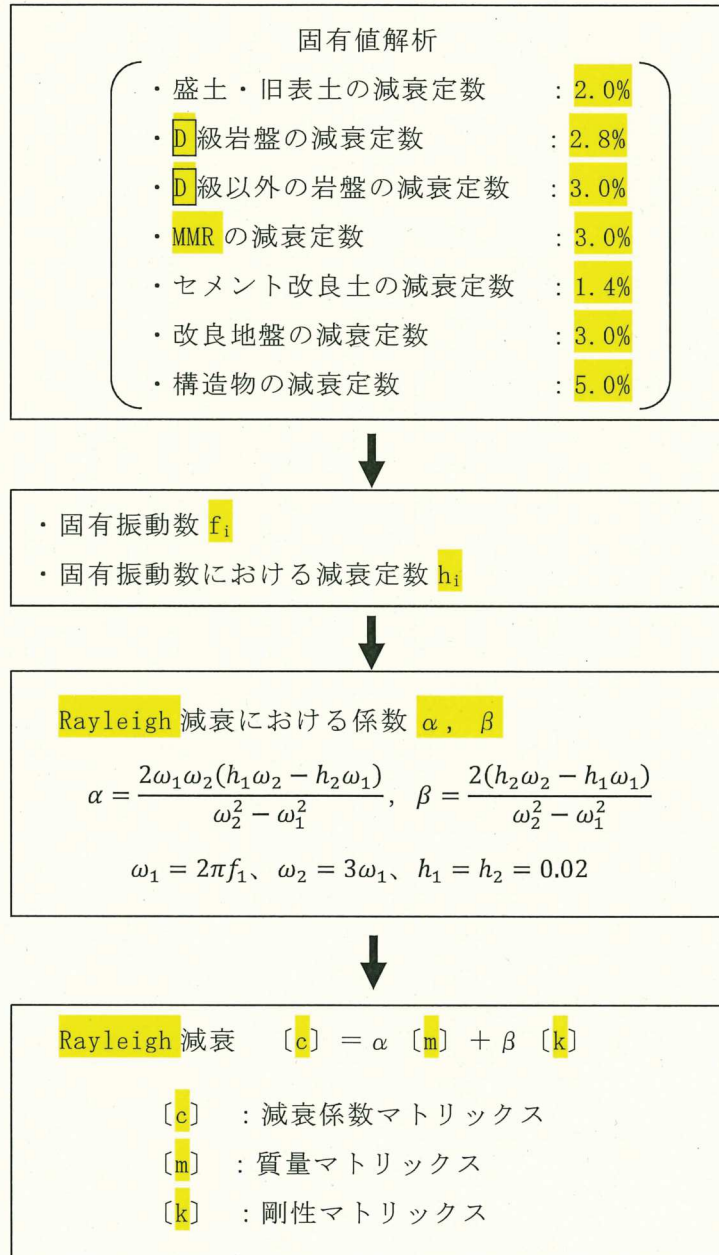 固有値解析
・盛土・旧表土の減衰定数 : 2.0%
・D級岩盤の減衰定数 : 2.8%
・D級以外の岩盤の減衰定数 : 3.0%
・MMRの減衰定数 : 3.0%
・セメント改良土の減衰定数 : 1.4%
・改良地盤の減衰定数 : 3.0%
・構造物の減衰定数 : 5.0%
・固有振動数 fᵢ
・固有振動数における減衰定数 hᵢ
Rayleigh減衰における係数 α, β
α = 2ω₁ω₂(h₁ω₂ − h₂ω₁) / (ω₂² − ω₁²), β = 2(h₂ω₂ − h₁ω₁) / (ω₂² − ω₁²)
ω₁ = 2πf₁、ω₂ = 3ω₁、h₁ = h₂ = 0.02
Rayleigh減衰 〔c〕=α〔m〕+β〔k〕
〔c〕 :減衰係数マトリックス
〔m〕 :質量マトリックス
〔k〕 :剛性マトリックス